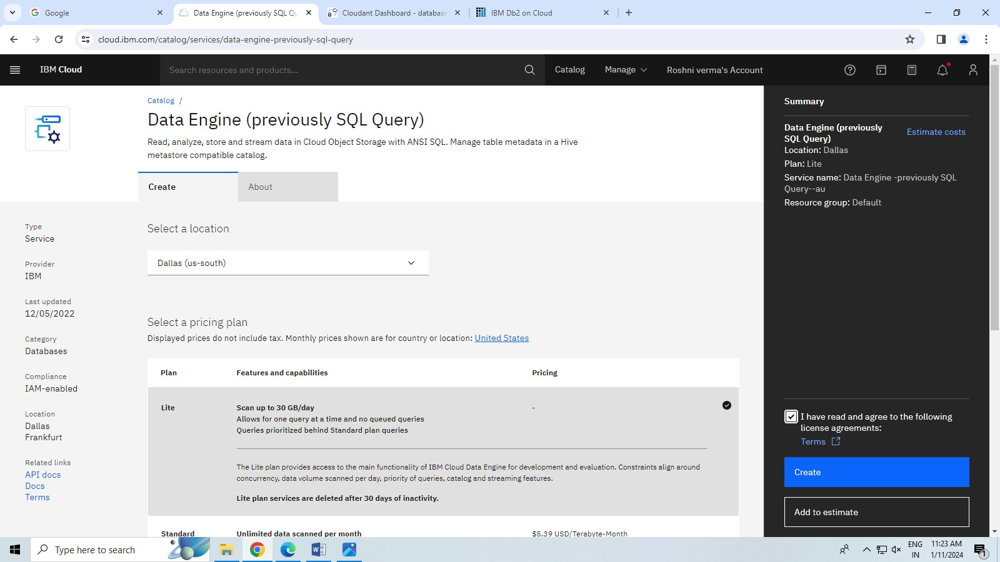 Google
Data Engine (previously SQL Qu
Cloudant Dashboard - database
IBM Db2 on Cloud
cloud.ibm.com/catalog/services/data-engine-previously-sql-query
IBM Cloud
Search resources and products...
Catalog
Manage
Roshni verma's Account
Catalog /
Data Engine (previously SQL Query)
Read, analyze, store and stream data in Cloud Object Storage with ANSI SQL. Manage table metadata in a Hive
metastore compatible catalog.
Create
About
Type
Service
Provider
IBM
Last updated
12/05/2022
Category
Databases
Compliance
IAM-enabled
Location
Dallas
Frankfurt
Related links
API docs
Docs
Terms
Select a location
Dallas (us-south)
Select a pricing plan
Displayed prices do not include tax. Monthly prices shown are for country or location: United States
Plan
Features and capabilities
Pricing
Lite
Scan up to 30 GB/day
-
Allows for one query at a time and no queued queries
Queries prioritized behind Standard plan queries
The Lite plan provides access to the main functionality of IBM Cloud Data Engine for development and evaluation. Constraints align around
concurrency, data volume scanned per day, priority of queries, catalog and streaming features.
Lite plan services are deleted after 30 days of inactivity.
Standard
Unlimited data scanned per month
$5.39 USD/Terabyte-Month
Summary
Data Engine (previously
SQL Query)
Estimate costs
Location: Dallas
Plan: Lite
Service name: Data Engine -previously SQL
Query--au
Resource group: Default
I have read and agree to the following
license agreements:
Terms
Create
Add to estimate
Type here to search
ENG
IN
11:23 AM
1/11/2024
1